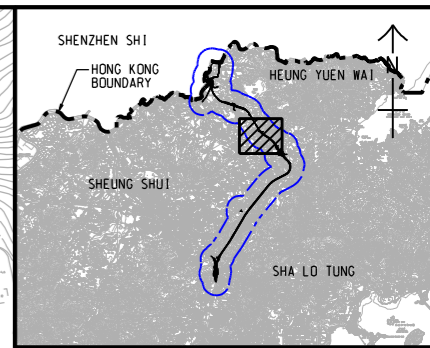 SHENZHEN SHI
HONG KONG
BOUNDARY
HEUNG YUEN WAI
N
SHEUNG SHUI
SHA LO TUNG